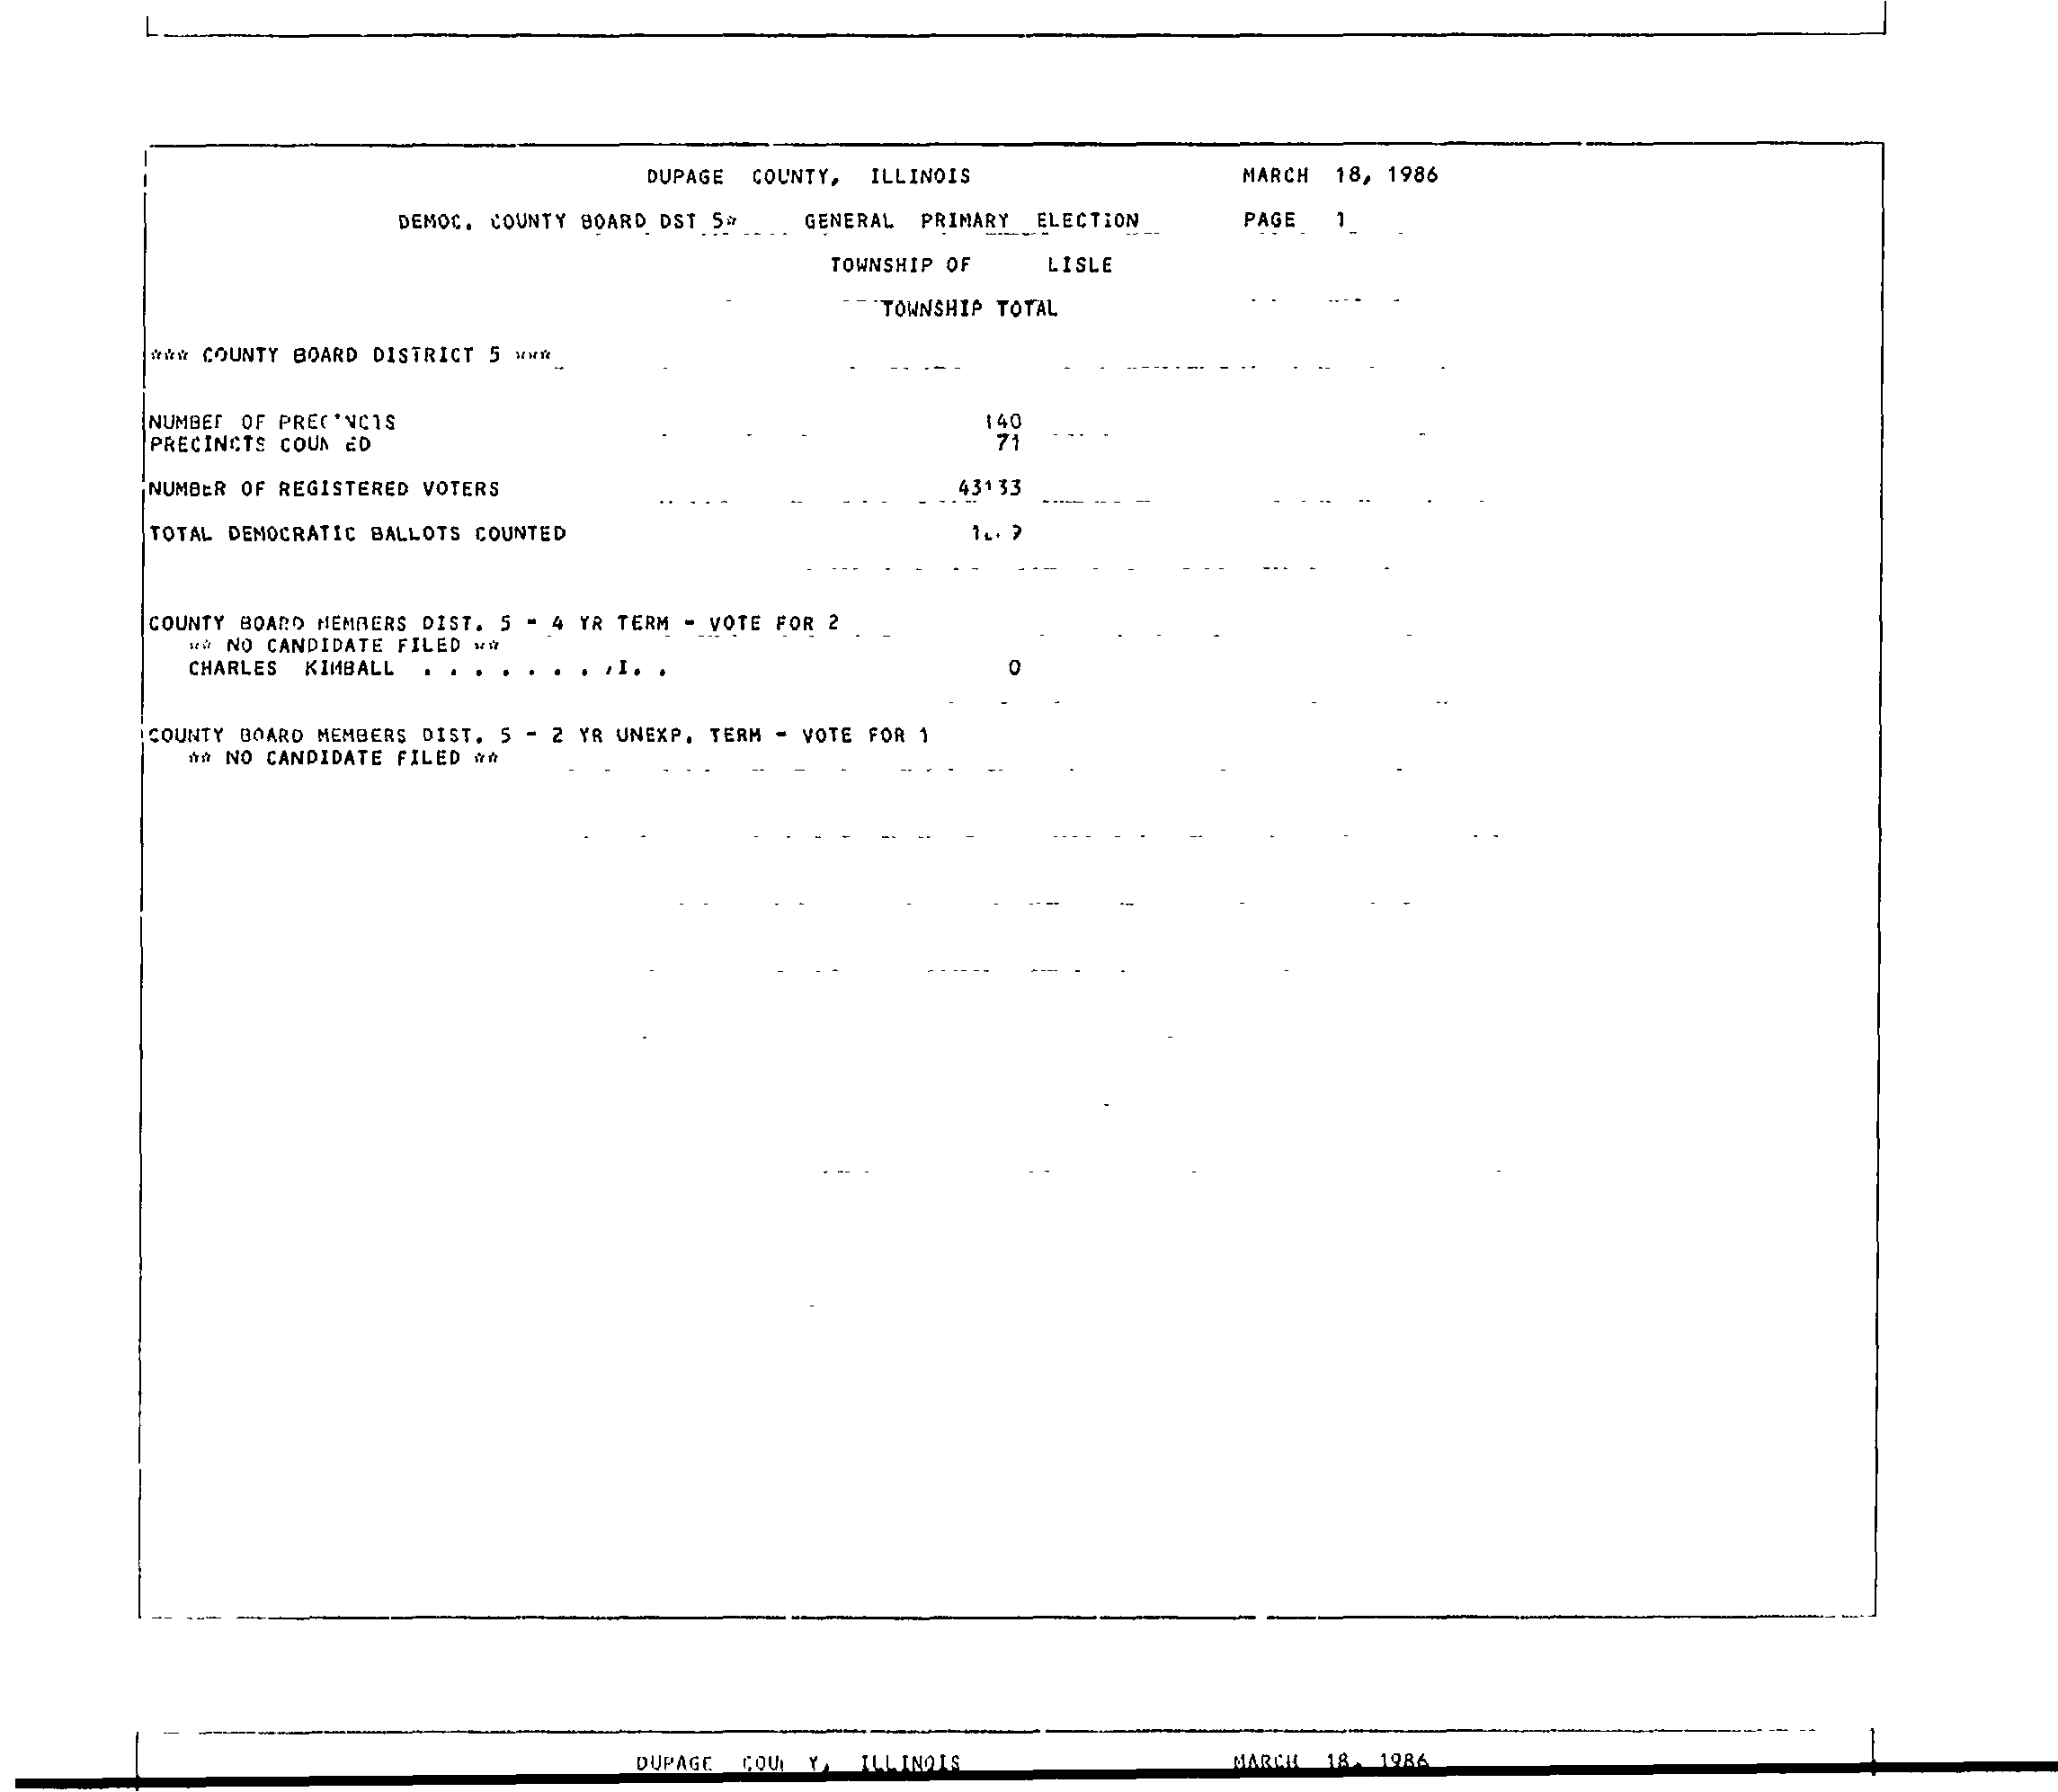 DUPAGE COUNTY, ILLINOIS MARCH 18, 1986
DEMOC. COUNTY BOARD DST 5* GENERAL PRIMARY ELECTION PAGE 1
TOWNSHIP OF LISLE
TOWNSHIP TOTAL
*** COUNTY BOARD DISTRICT 5 ***
NUMBER OF PRECINCTS 140
PRECINCTS COUNTED 71
NUMBER OF REGISTERED VOTERS 43133
TOTAL DEMOCRATIC BALLOTS COUNTED
COUNTY BOARD MEMBERS DIST. 5 - 4 YR TERM - VOTE FOR 2
** NO CANDIDATE FILED **
CHARLES KIMBALL . . . . . . . ,I. . 0
COUNTY BOARD MEMBERS DIST. 5 - 2 YR UNEXP. TERM - VOTE FOR 1
** NO CANDIDATE FILED **
DUPAGE COUNTY, ILLINOIS MARCH 18, 1986